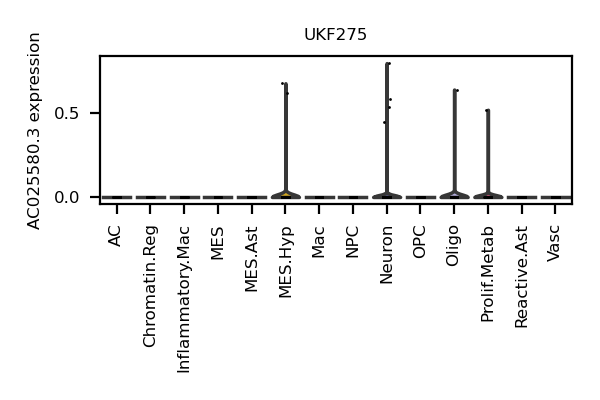 UKF275
AC025580.3 expression
0.5
0.0
AC
Chromatin.Reg
Inflammatory.Mac
MES
MES.Ast
MES.Hyp
Mac
NPC
Neuron
OPC
Oligo
Prolif.Metab
Reactive.Ast
Vasc